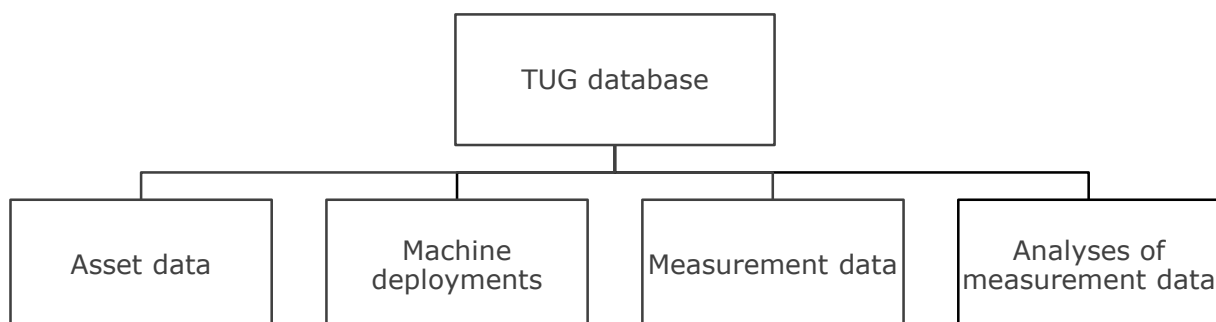 TUG database
Asset data
Machine
deployments
Measurement data
Analyses of
measurement data